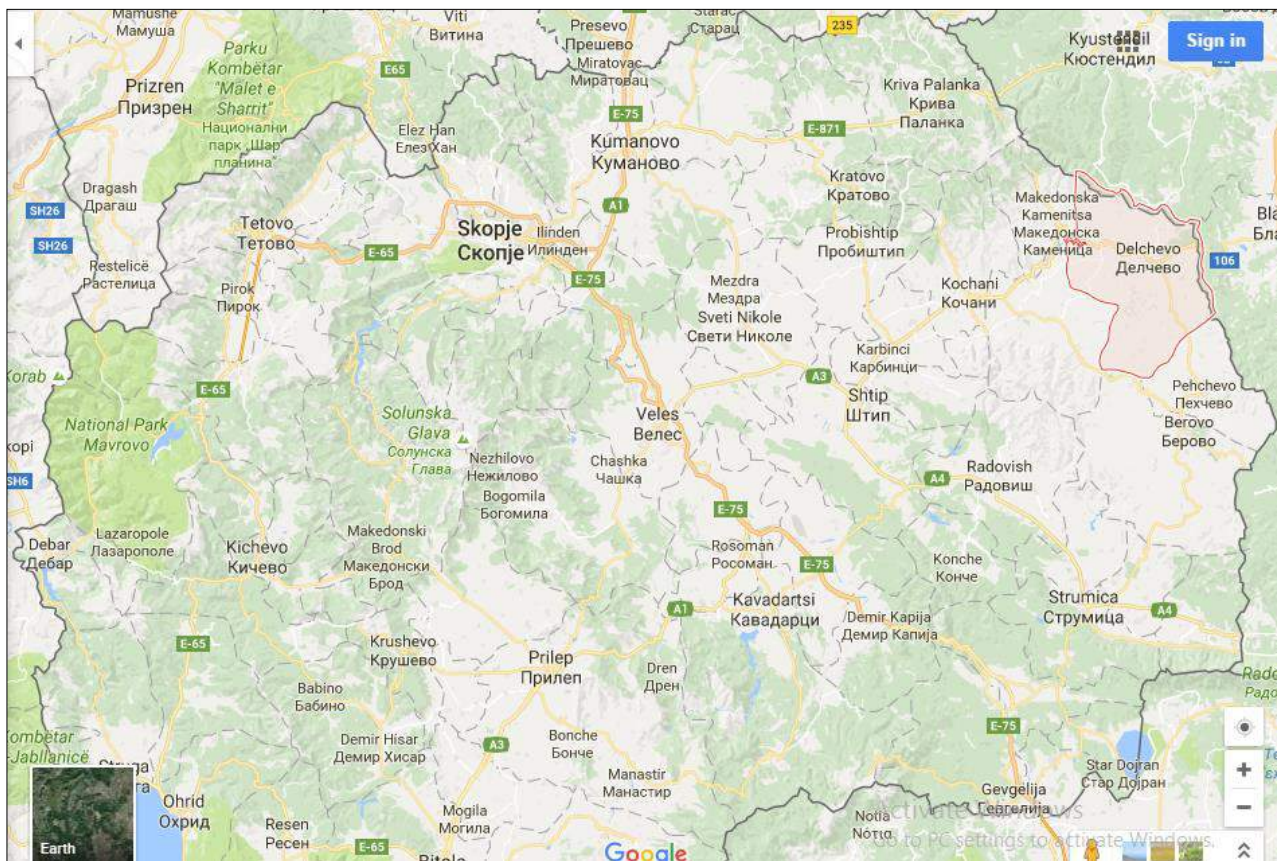 Mamushë
Мамуша
Viti
Витина
Presevo
Прешево
Miratovac
Миратовац
Starac
Старац
235
Kyustendil
Кюстендил
Sign in
Parku
Kombëtar
"Malet e
Sharrit"
Национални
парк „Шар
планина"
E65
Prizren
Призрен
Elez Han
Елез Хан
E-75
Kriva Palanka
Крива
Паланка
E-871
Kumanovo
Куманово
Kratovo
Кратово
Dragash
Драгаш
SH26
SH26
Makedonska
Kamenitsa
Македонска
Каменица
Tetovo
Тетово
E-65
Skopje
Скопје
Ilinden
Илинден
A1
Probishtip
Пробиштип
Delchevo
Делчево
106
Restelicë
Растелица
E-75
Pirok
Пирок
Mezdra
Мездра
Sveti Nikole
Свети Николе
Kochani
Кочани
Karbinci
Карбинци
Korab
E-65
A3
Shtip
Штип
Pehchevo
Пехчево
Berovo
Берово
National Park
Mavrovo
Solunska
Glava
Солунска
Глава
Veles
Велес
Nezhilovo
Нежилово
Chashka
Чашка
SH6
Bogomila
Богомила
A4
Radovish
Радовиш
E-75
Lazaropole
Лазарополе
Debar
Дебар
Kichevo
Кичево
Makedonski
Brod
Македонски
Брод
Rosoman
Росоман
E-75
Konche
Конче
Kavadartsi
Кавадарци
A1
Demir Kapija
Демир Капија
Strumica
Струмица
A4
E-65
Krushevo
Крушево
Prilep
Прилеп
Dren
Дрен
Babino
Бабино
Demir Hisar
Демир Хисар
A3
Bonche
Бонче
E-75
Manastir
Манастир
Star Dojran
Стар Дојран
Struga
Ohrid
Охрид
Resen
Ресен
Mogila
Могила
Gevgelija
Гевгелија
Notia
Νότια
E-65
Bitola
Earth
Google
Activate Windows
Go to PC settings to activate Windows.